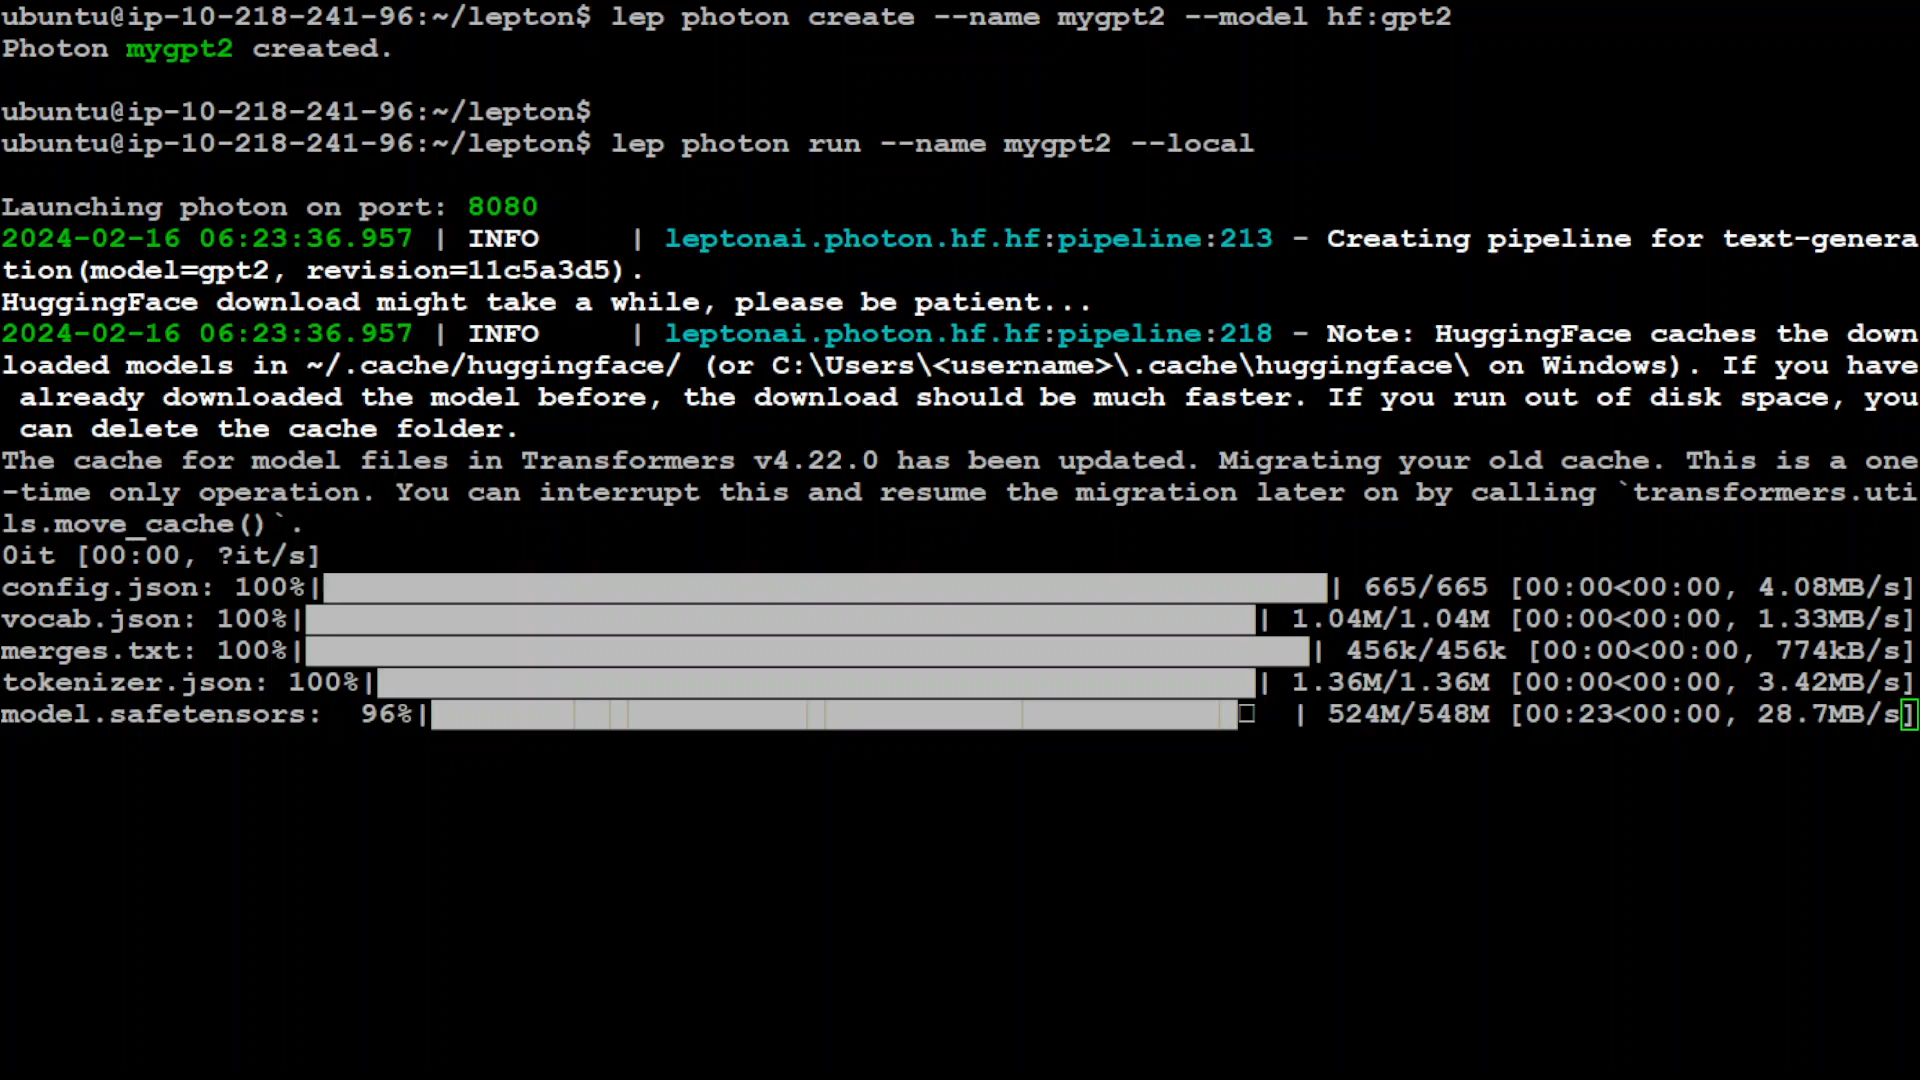 ubuntu@ip-10-218-241-96:~/lepton$ lep photon create --name mygpt2 --model hf:gpt2
Photon mygpt2 created.
ubuntu@ip-10-218-241-96:~/lepton$
ubuntu@ip-10-218-241-96:~/lepton$ lep photon run --name mygpt2 --local
Launching photon on port: 8080
2024-02-16 06:23:36.957 | INFO     | leptonai.photon.hf.hf:pipeline:213 - Creating pipeline for text-genera
tion(model=gpt2, revision=11c5a3d5).
HuggingFace download might take a while, please be patient...
2024-02-16 06:23:36.957 | INFO     | leptonai.photon.hf.hf:pipeline:218 - Note: HuggingFace caches the down
loaded models in ~/.cache/huggingface/ (or C:\Users\<username>\.cache\huggingface\ on Windows). If you have
 already downloaded the model before, the download should be much faster. If you run out of disk space, you
 can delete the cache folder.
The cache for model files in Transformers v4.22.0 has been updated. Migrating your old cache. This is a one
-time only operation. You can interrupt this and resume the migration later on by calling `transformers.uti
ls.move_cache()`.
0it [00:00, ?it/s]
config.json: 100%|| 665/665 [00:00<00:00, 4.08MB/s]
vocab.json: 100%|| 1.04M/1.04M [00:00<00:00, 1.33MB/s]
merges.txt: 100%|| 456k/456k [00:00<00:00, 774kB/s]
tokenizer.json: 100%|| 1.36M/1.36M [00:00<00:00, 3.42MB/s]
model.safetensors:  96%|| 524M/548M [00:23<00:00, 28.7MB/s]